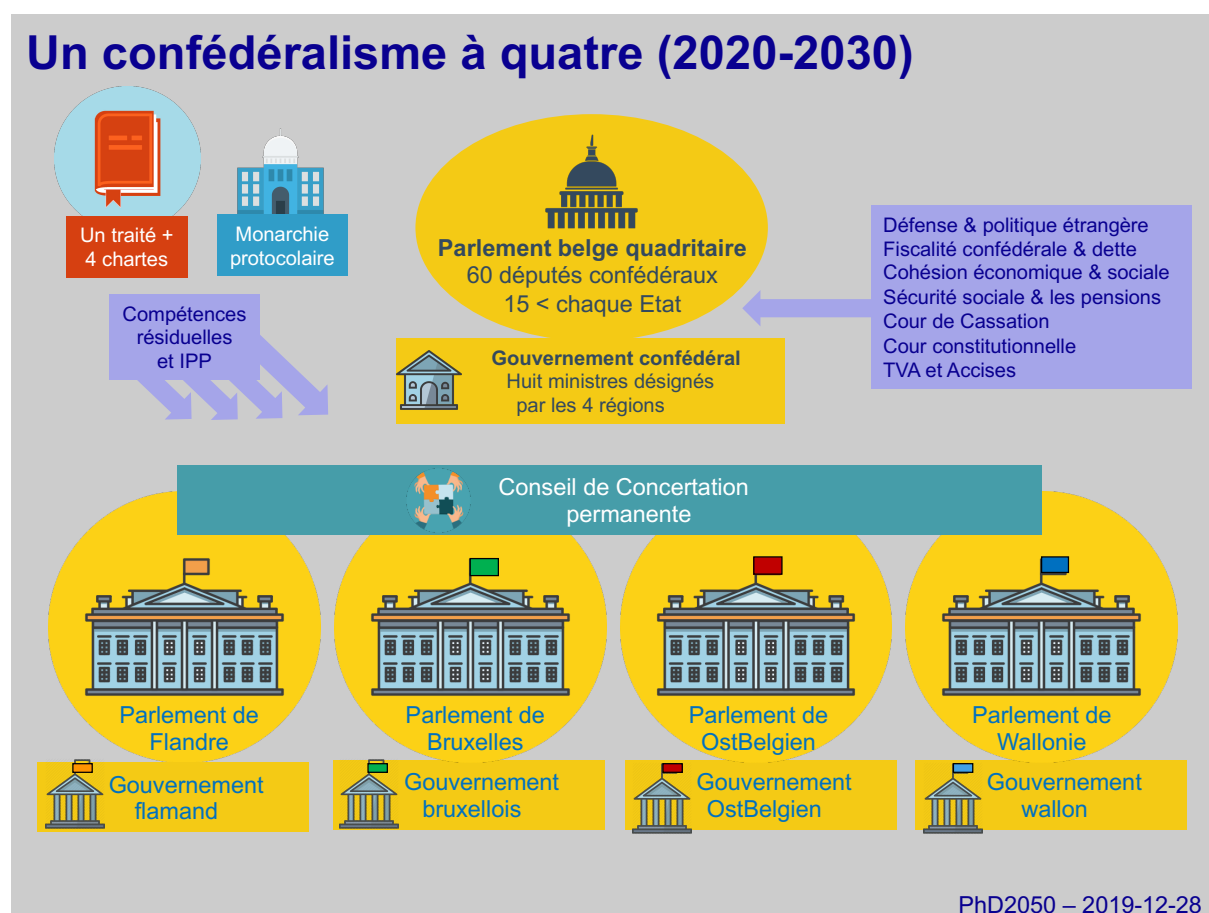 Un confédéralisme à quatre (2020-2030)
Un traité +
4 chartes
Monarchie
protocolaire
Parlement belge quadritaire
60 députés confédéraux
15 < chaque Etat
Défense & politique étrangère
Fiscalité confédérale & dette
Cohésion économique & sociale
Sécurité sociale & les pensions
Cour de Cassation
Cour constitutionnelle
TVA et Accises
Compétences
résiduelles
et IPP
Gouvernement confédéral
Huit ministres désignés
par les 4 régions
Conseil de Concertation
permanente
Parlement de
Flandre
Parlement de
Bruxelles
Parlement de
OstBelgien
Parlement de
Wallonie
Gouvernement
flamand
Gouvernement
bruxellois
Gouvernement
OstBelgien
Gouvernement
wallon
PhD2050 – 2019-12-28